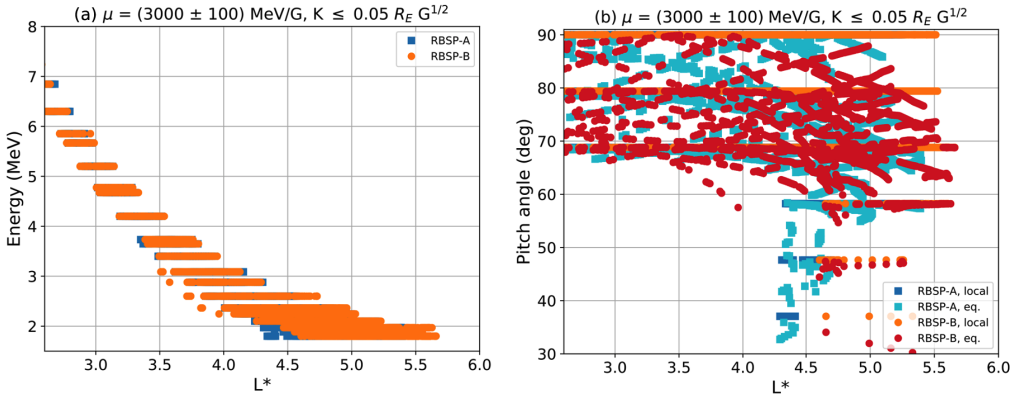 (a) μ = (3000 ± 100) MeV/G, K ≤ 0.05 R_E G^{1/2}
Energy (MeV)
8
7
6
5
4
3
2
3.0 3.5 4.0 4.5 5.0 5.5 6.0
L*
RBSP-A
RBSP-B
(b) μ = (3000 ± 100) MeV/G, K ≤ 0.05 R_E G^{1/2}
Pitch angle (deg)
90
80
70
60
50
40
30
3.0 3.5 4.0 4.5 5.0 5.5 6.0
L*
RBSP-A, local
RBSP-A, eq.
RBSP-B, local
RBSP-B, eq.